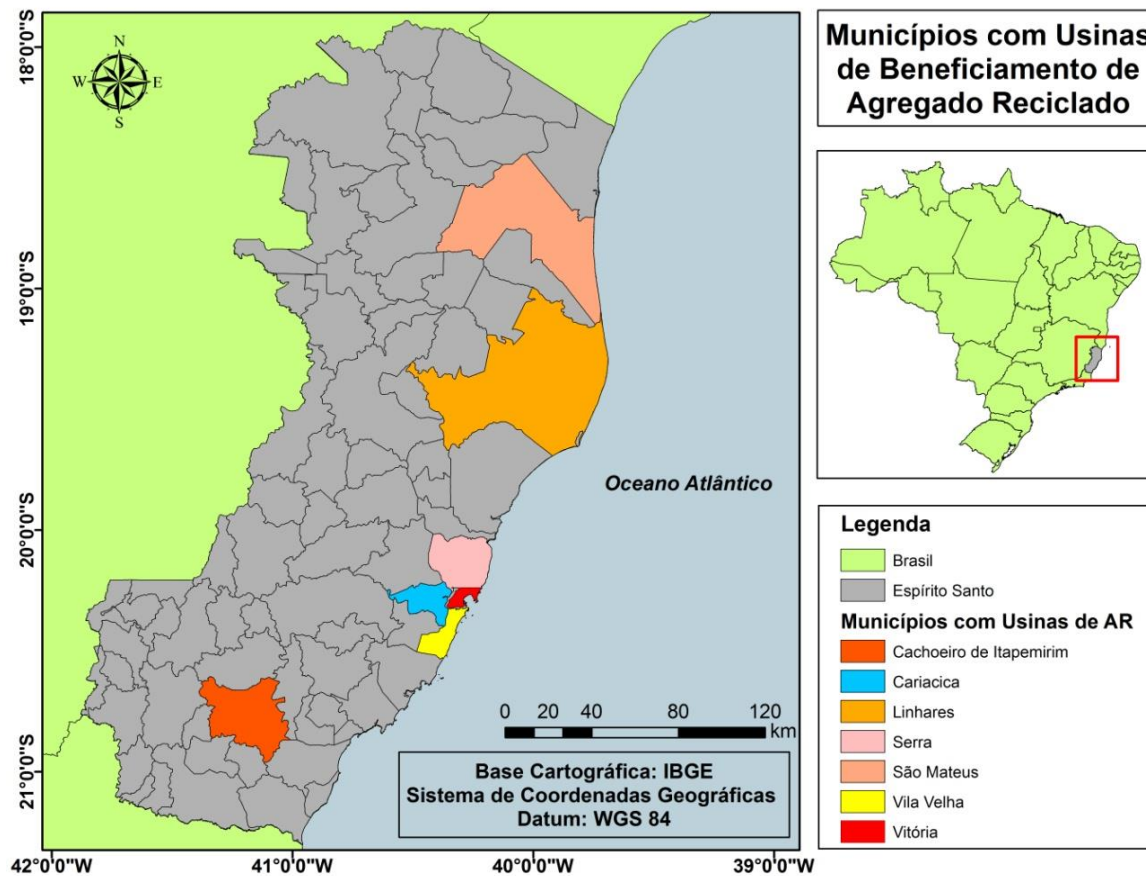 Municípios com Usinas
de Beneficiamento de
Agregado Reciclado
N
W
E
S
18°0'0"S
19°0'0"S
20°0'0"S
21°0'0"S
42°0'0"W
41°0'0"W
40°0'0"W
39°0'0"W
Oceano Atlântico
0 20 40 80 120
km
Base Cartográfica: IBGE
Sistema de Coordenadas Geográficas
Datum: WGS 84
Legenda
Brasil
Espírito Santo
Municípios com Usinas de AR
Cachoeiro de Itapemirim
Cariacica
Linhares
Serra
São Mateus
Vila Velha
Vitória